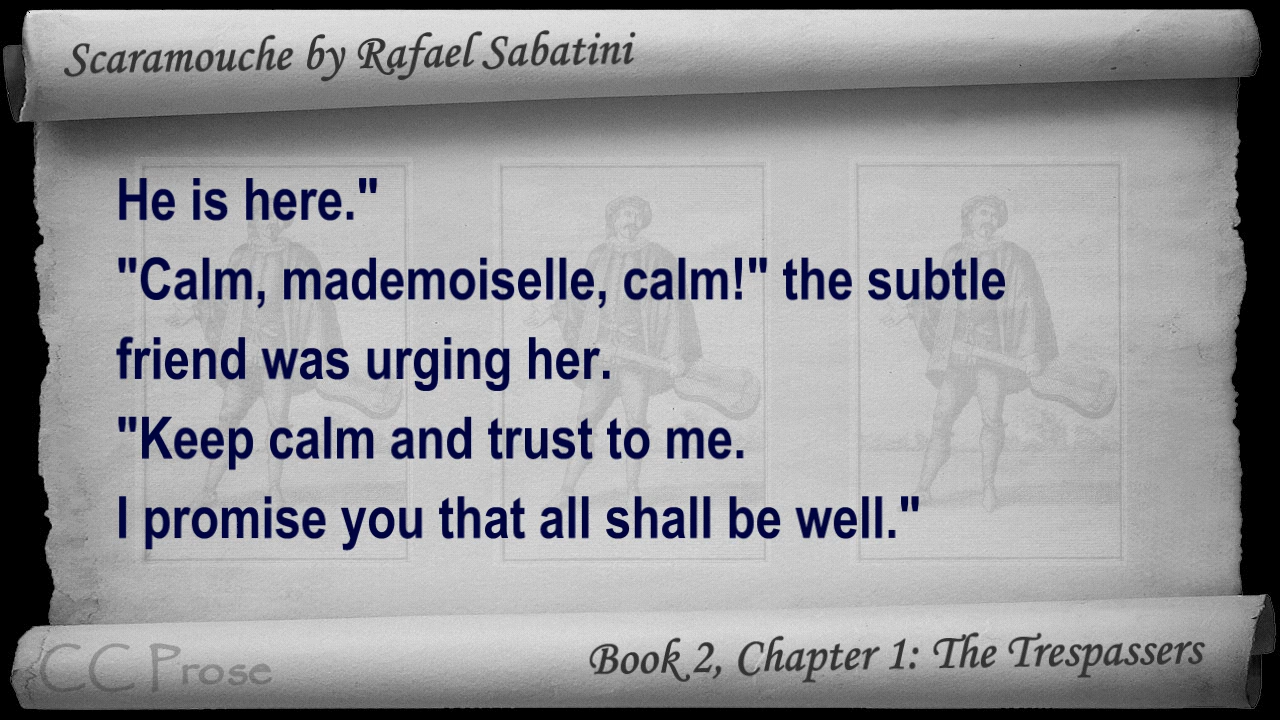 Scaramouche by Rafael Sabatini
He is here."
"Calm, mademoiselle, calm!" the subtle
friend was urging her.
"Keep calm and trust to me.
I promise you that all shall be well."
CC Prose
Book 2, Chapter 1: The Trespassers